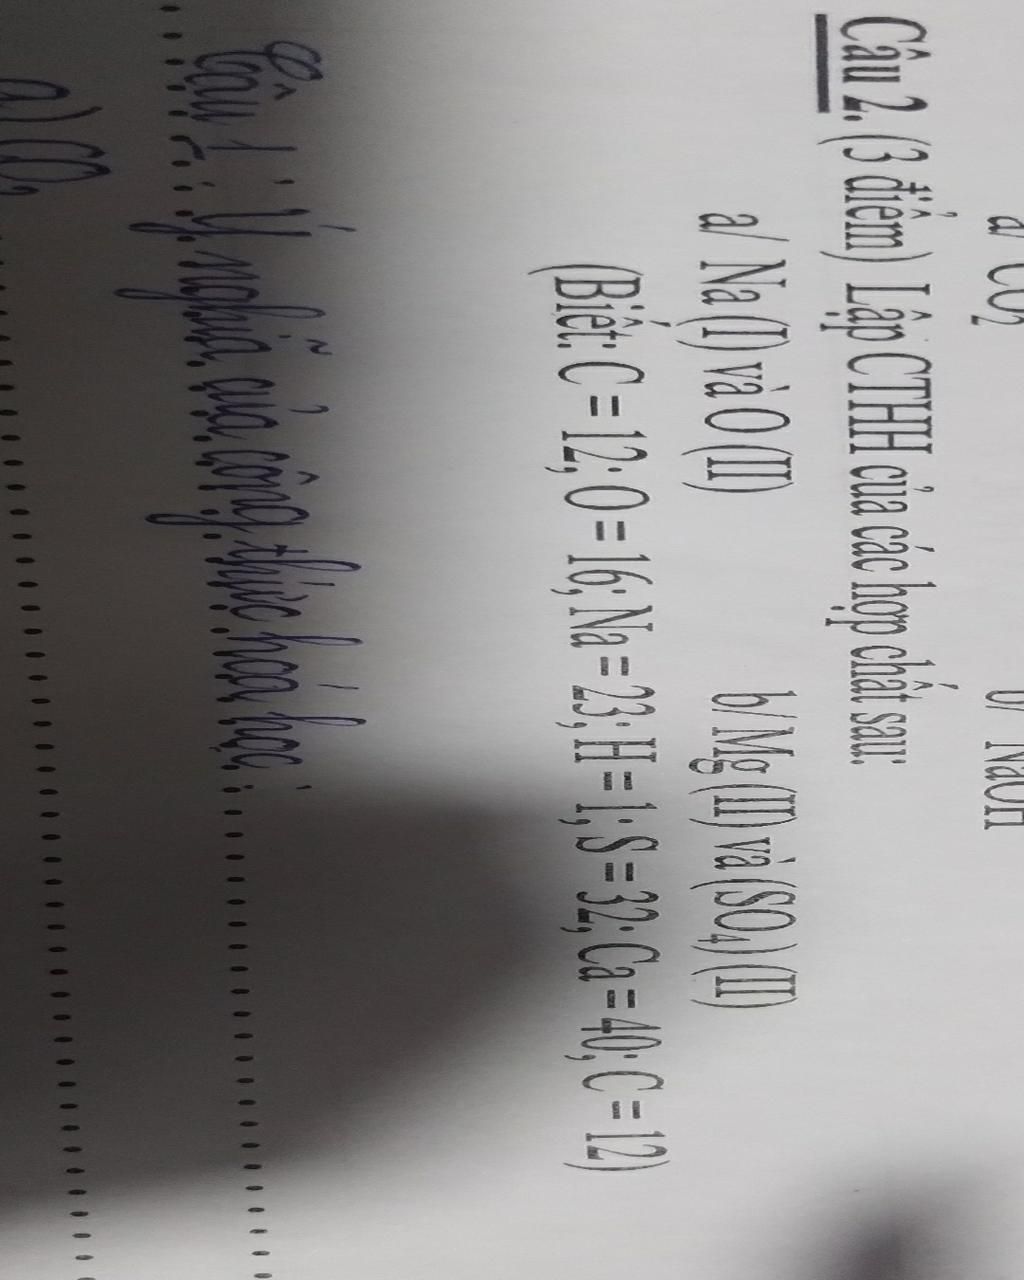 a/ CO₂ b/ NaOH
Câu 2. (3 điểm) Lập CTHH của các hợp chất sau:
a/ Na (I) và O (II) b/ Mg (II) và (SO₄) (II)
(Biết: C = 12; O = 16; Na = 23; H = 1; S = 32; Ca = 40; C = 12)
Câu 1: Ý nghĩa của công thức hóa học:
a) CO₂